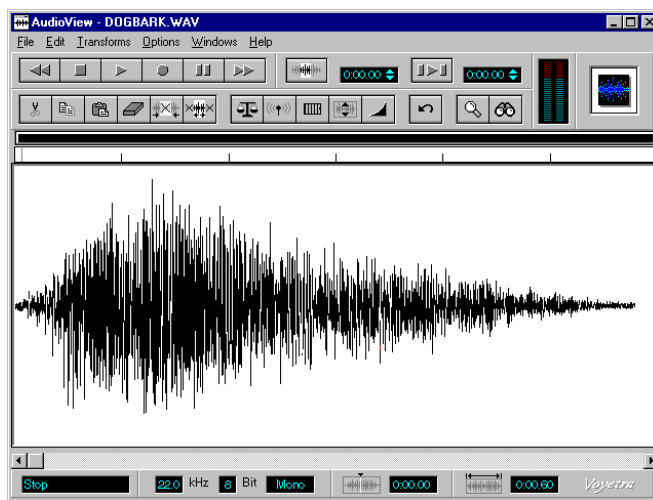 AudioView - DOGBARK.WAV
File Edit Transforms Options Windows Help
0:00.00 0:00.00
Stop 22.0 kHz 8 Bit Mono 0:00.00 0:00.60 Voyetra